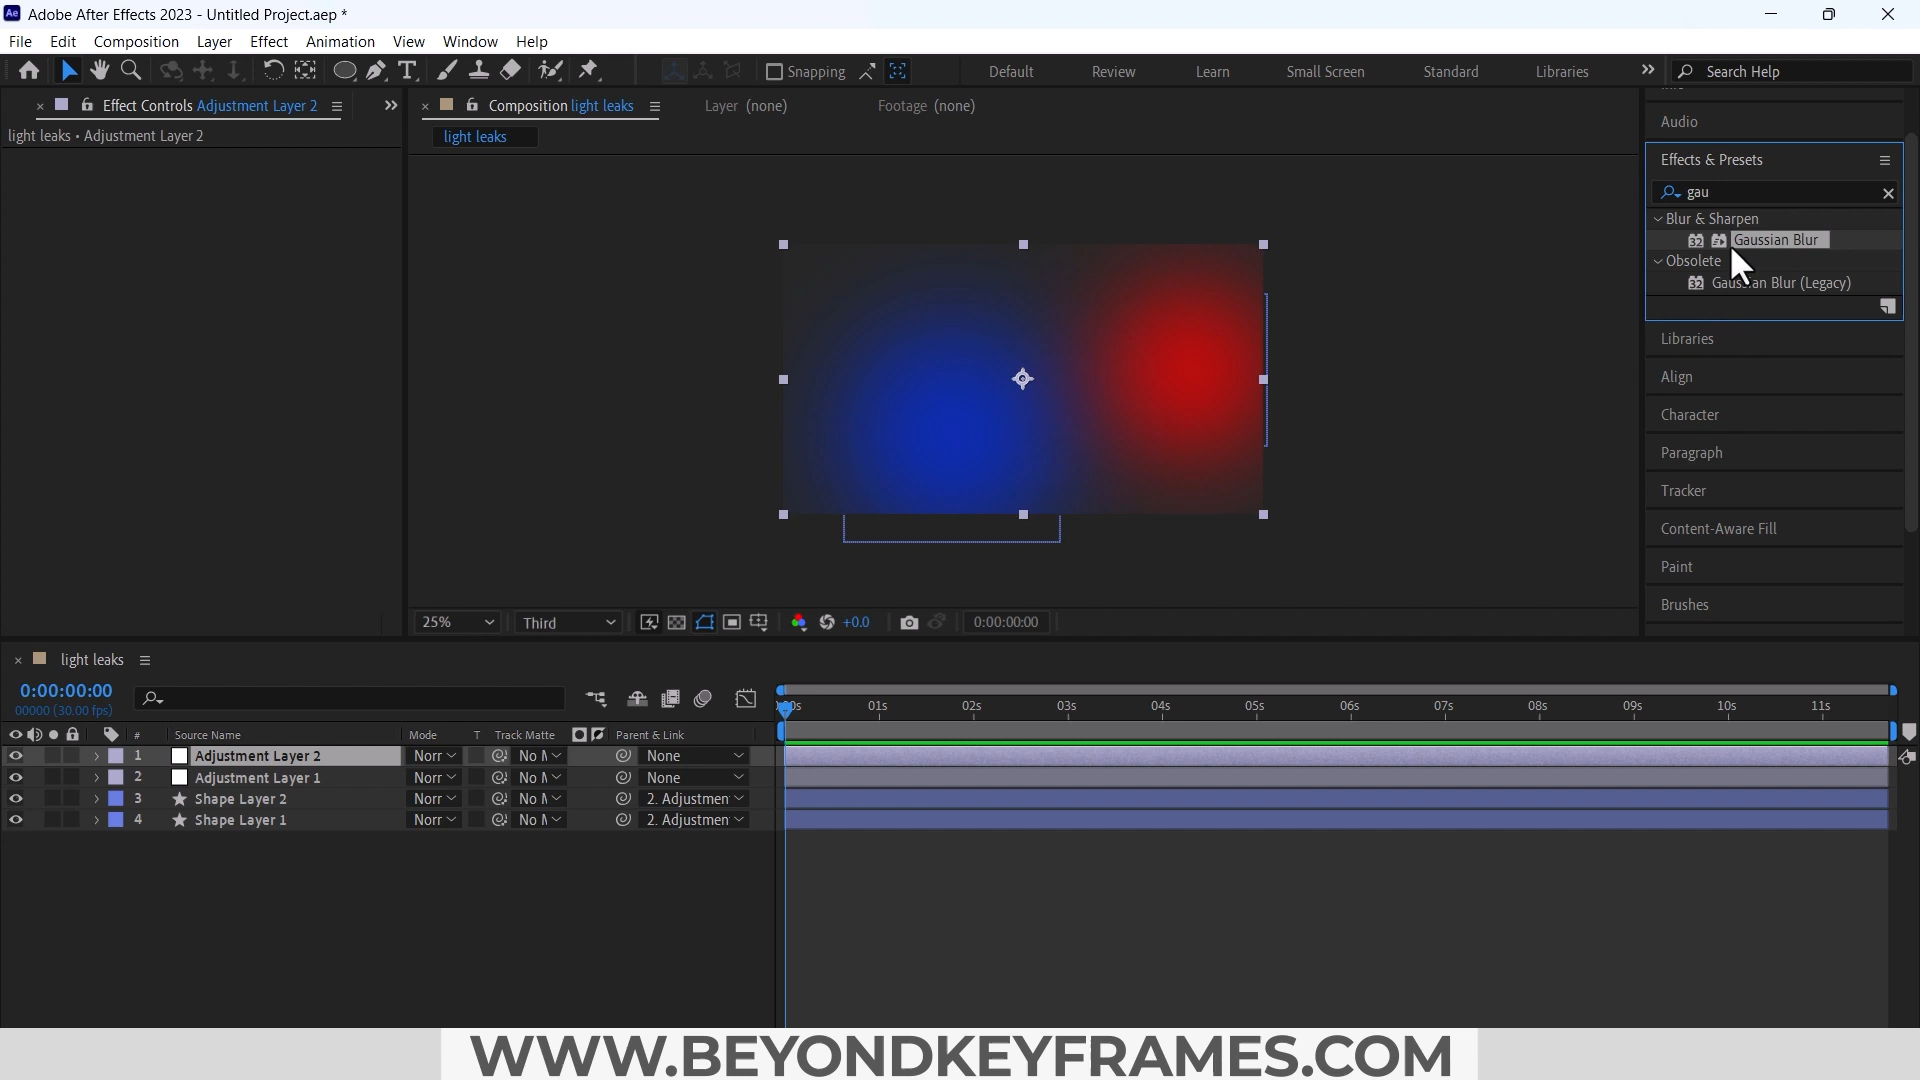 Ae Adobe After Effects 2023 - Untitled Project.aep *
File Edit Composition Layer Effect Animation View Window Help
Snapping Default Review Learn Small Screen Standard Libraries Search Help
Effect Controls Adjustment Layer 2
Composition light leaks Layer (none) Footage (none)
light leaks • Adjustment Layer 2
light leaks
Audio
Effects & Presets
gau
Blur & Sharpen
32 Gaussian Blur
Obsolete
32 Gaussian Blur (Legacy)
Libraries
Align
Character
Paragraph
Tracker
Content-Aware Fill
Paint
Brushes
25% Third +0.0 0:00:00:00
light leaks
0:00:00:00
00000 (30.00 fps)
01s 02s 03s 04s 05s 06s 07s 08s 09s 10s 11s
# Source Name Mode T Track Matte Parent & Link
1 Adjustment Layer 2 Norr No M None
2 Adjustment Layer 1 Norr No M None
3 Shape Layer 2 Norr No M 2. Adjustmen
4 Shape Layer 1 Norr No M 2. Adjustmen
WWW.BEYONDKEYFRAMES.COM